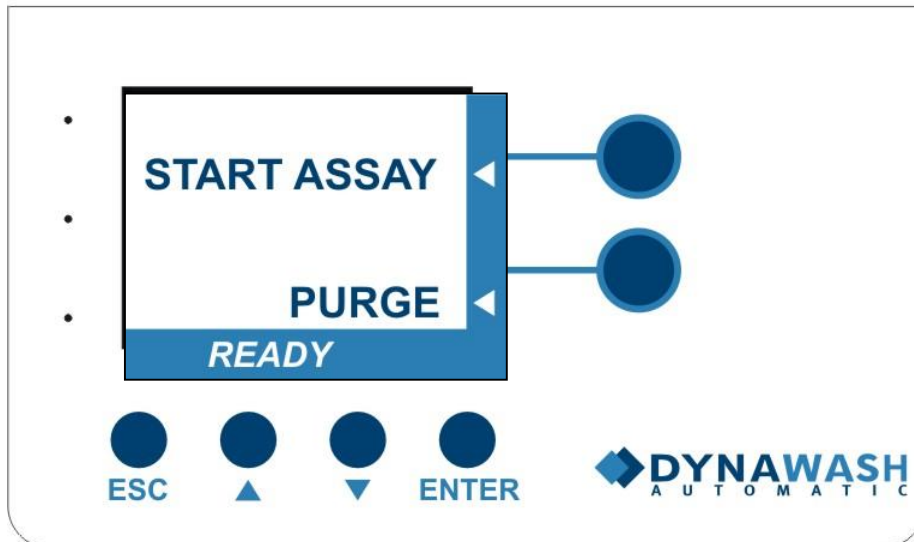 START ASSAY
PURGE
READY
ESC
ENTER
DYNAWASH
AUTOMATIC